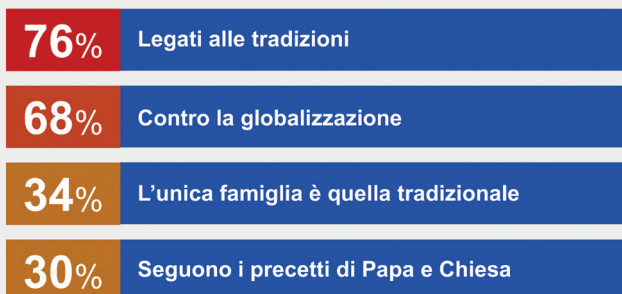 76% Legati alle tradizioni
68% Contro la globalizzazione
34% L’unica famiglia è quella tradizionale
30% Seguono i precetti di Papa e Chiesa